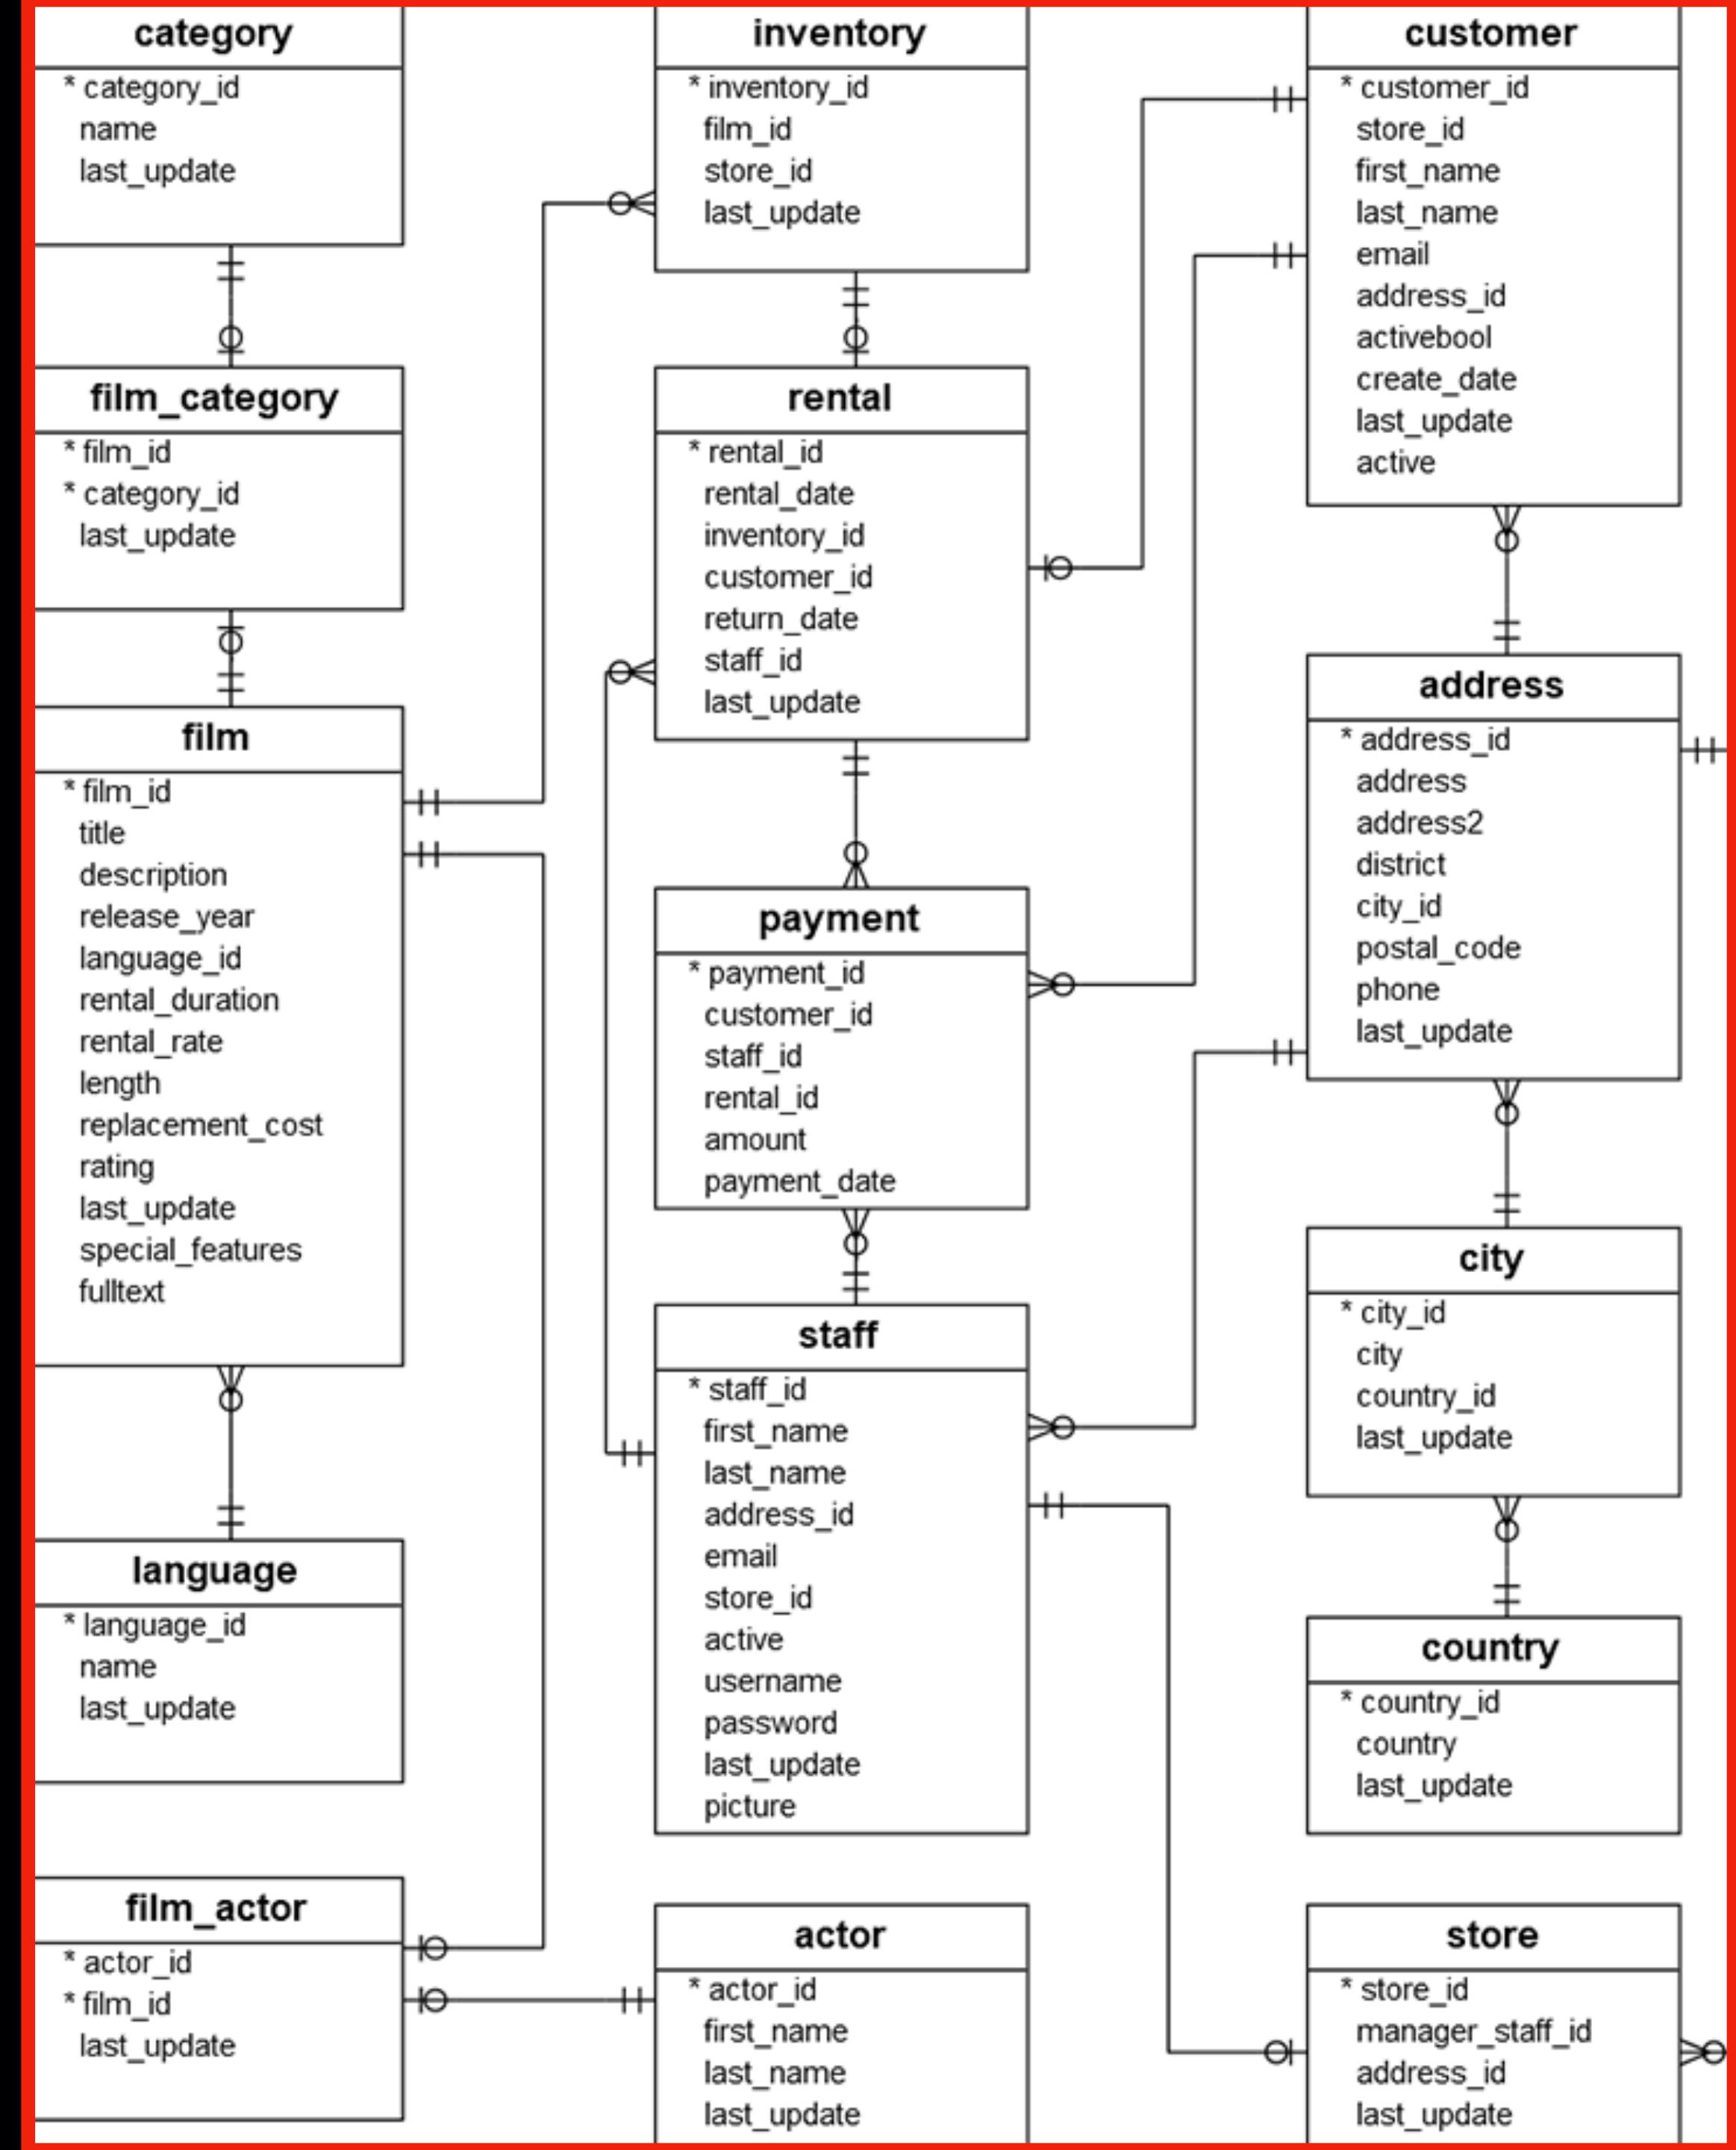 category
* category_id
name
last_update
film_category
* film_id
* category_id
last_update
film
* film_id
title
description
release_year
language_id
rental_duration
rental_rate
length
replacement_cost
rating
last_update
special_features
fulltext
language
* language_id
name
last_update
film_actor
* actor_id
* film_id
last_update
inventory
* inventory_id
film_id
store_id
last_update
rental
* rental_id
rental_date
inventory_id
customer_id
return_date
staff_id
last_update
payment
* payment_id
customer_id
staff_id
rental_id
amount
payment_date
staff
* staff_id
first_name
last_name
address_id
email
store_id
active
username
password
last_update
picture
actor
* actor_id
first_name
last_name
last_update
customer
* customer_id
store_id
first_name
last_name
email
address_id
activebool
create_date
last_update
active
address
* address_id
address
address2
district
city_id
postal_code
phone
last_update
city
* city_id
city
country_id
last_update
country
* country_id
country
last_update
store
* store_id
manager_staff_id
address_id
last_update